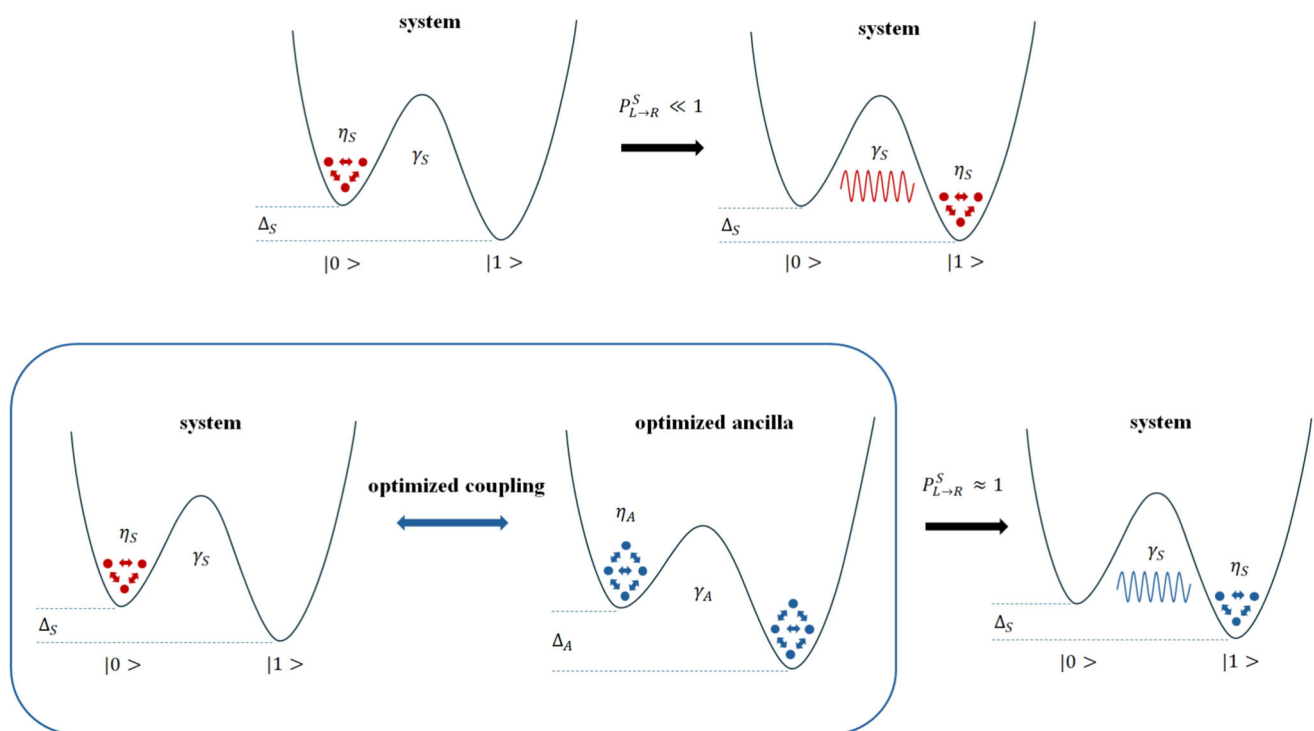 system
system
P^S_{L→R} ≪ 1
η_S
γ_S
γ_S
η_S
Δ_S
Δ_S
|0 >
|1 >
|0 >
|1 >
system
optimized ancilla
system
optimized coupling
P^S_{L→R} ≈ 1
η_S
γ_S
η_A
γ_A
γ_S
η_S
Δ_S
Δ_A
Δ_S
|0 >
|1 >
|0 >
|1 >